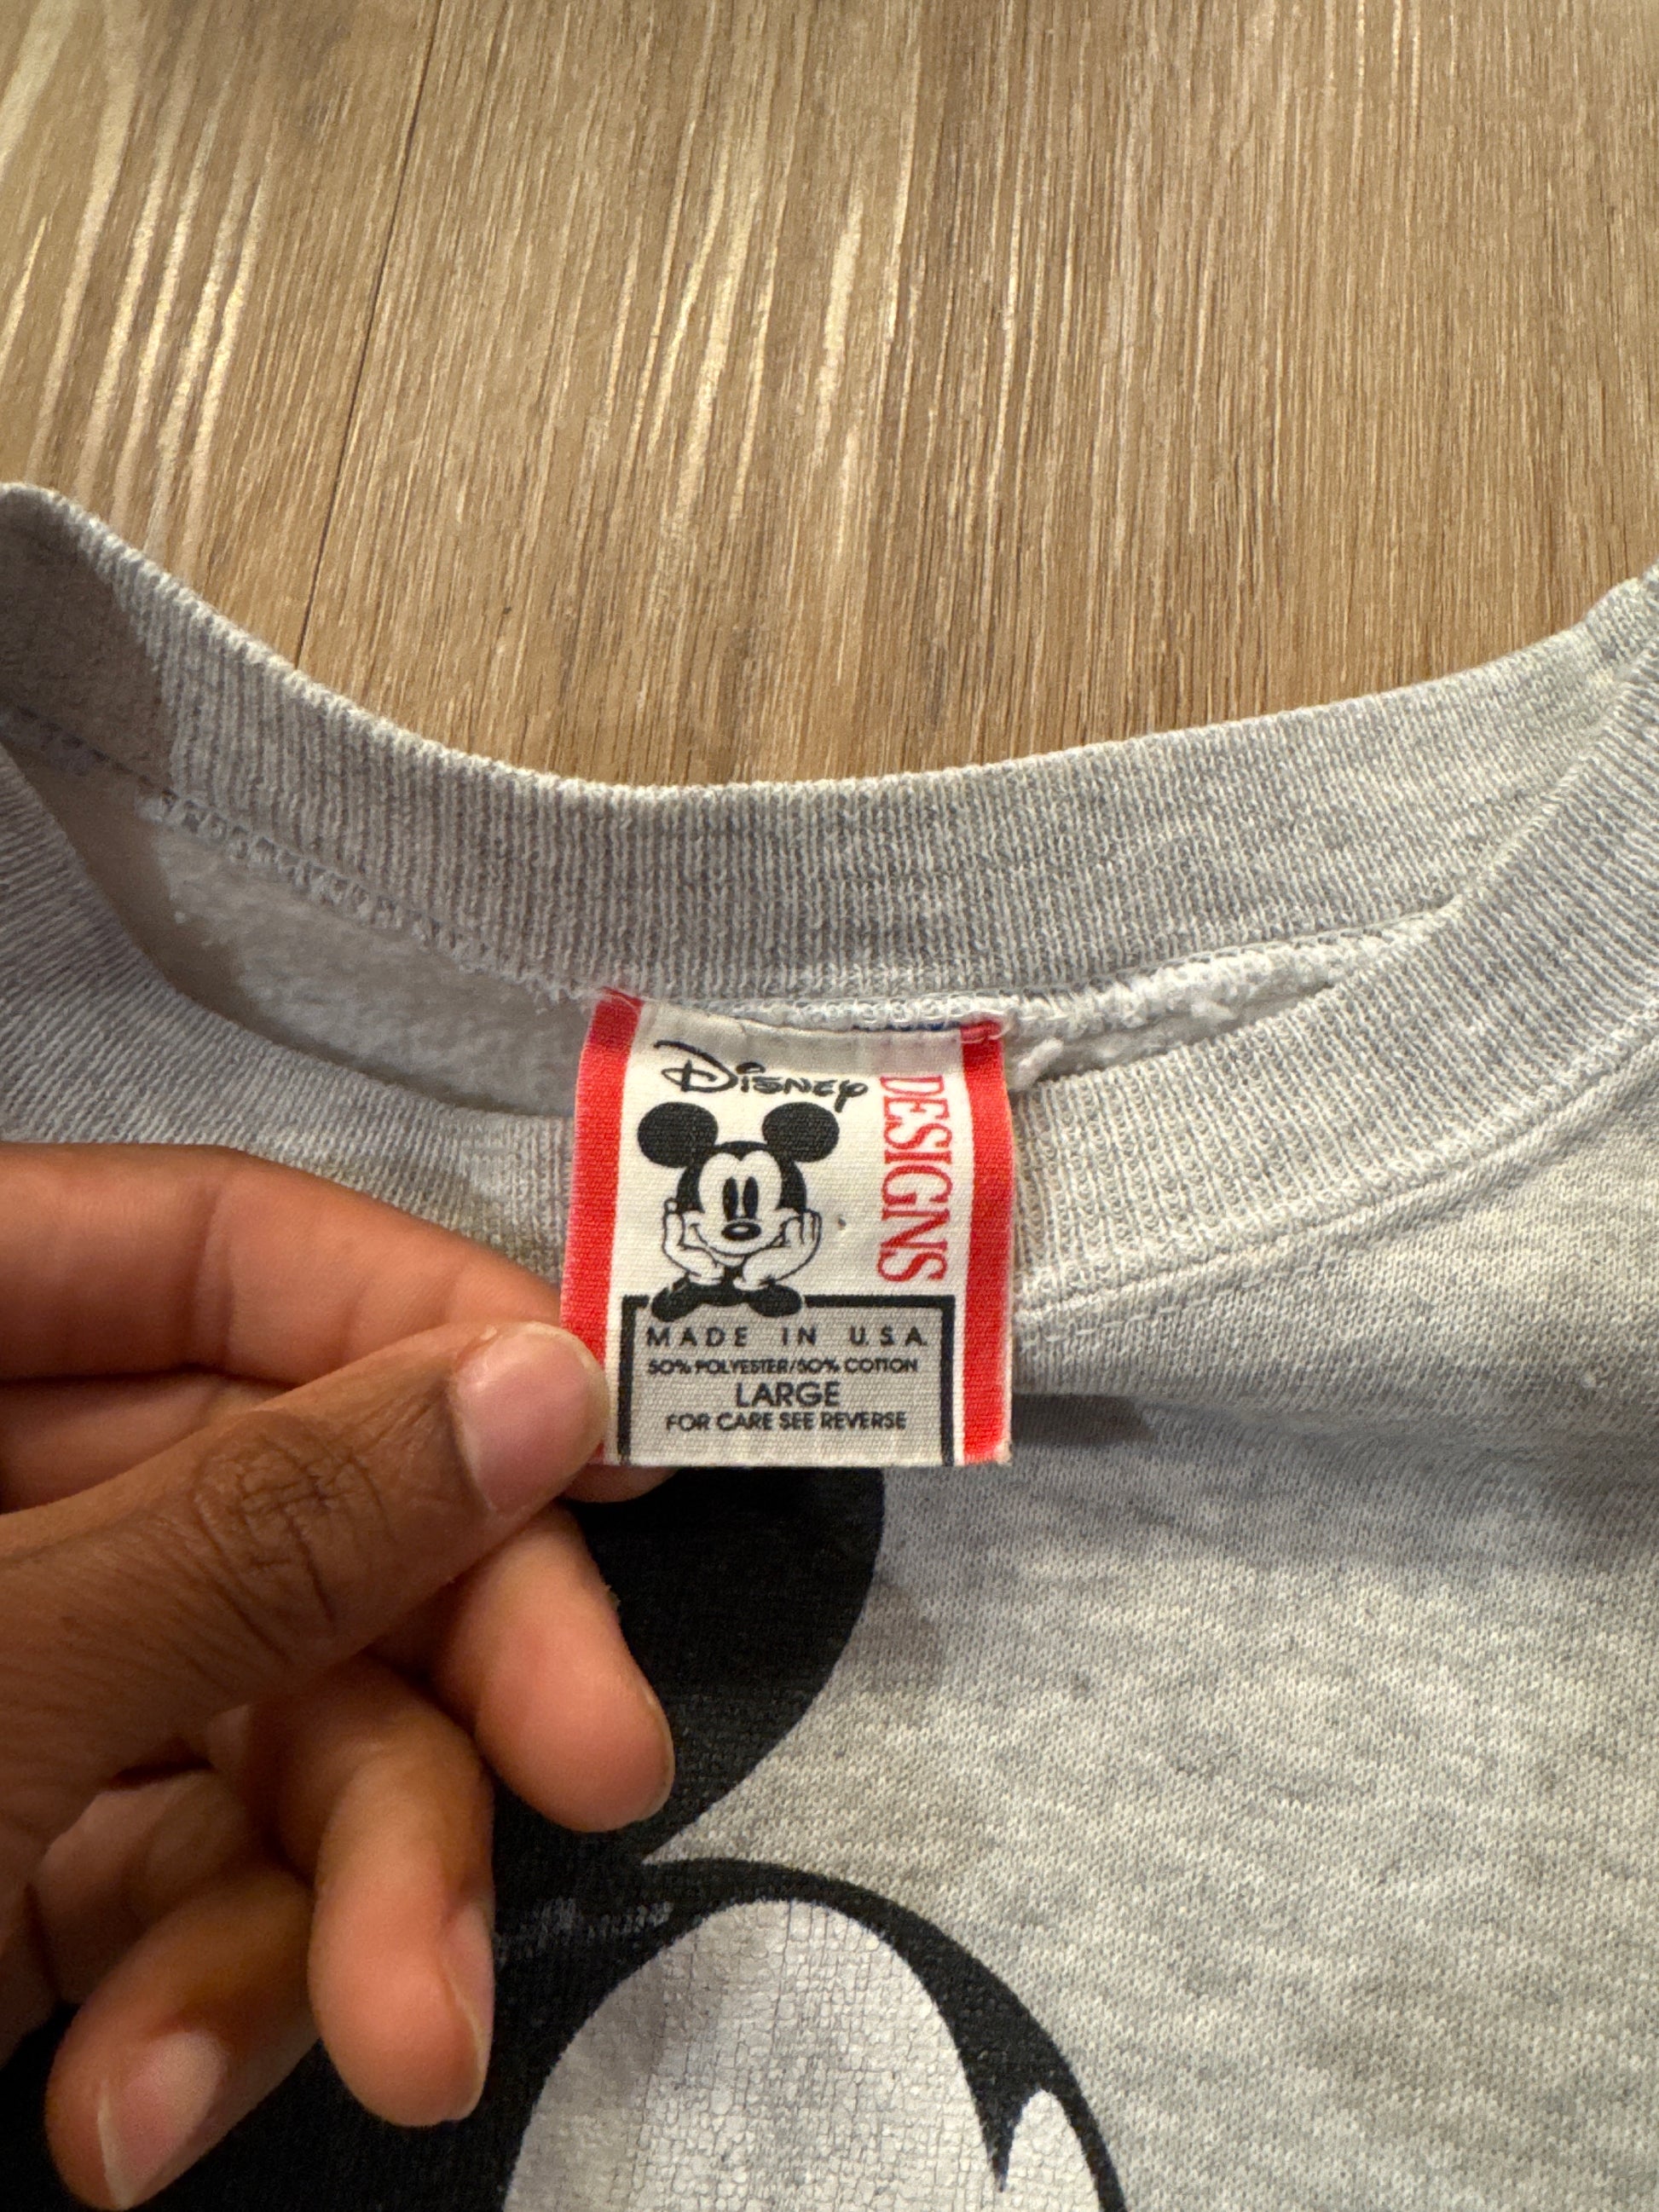 Disney
DESIGNS
MADE IN U.S.A.
50% POLYESTER/50% COTTON
LARGE
FOR CARE SEE REVERSE